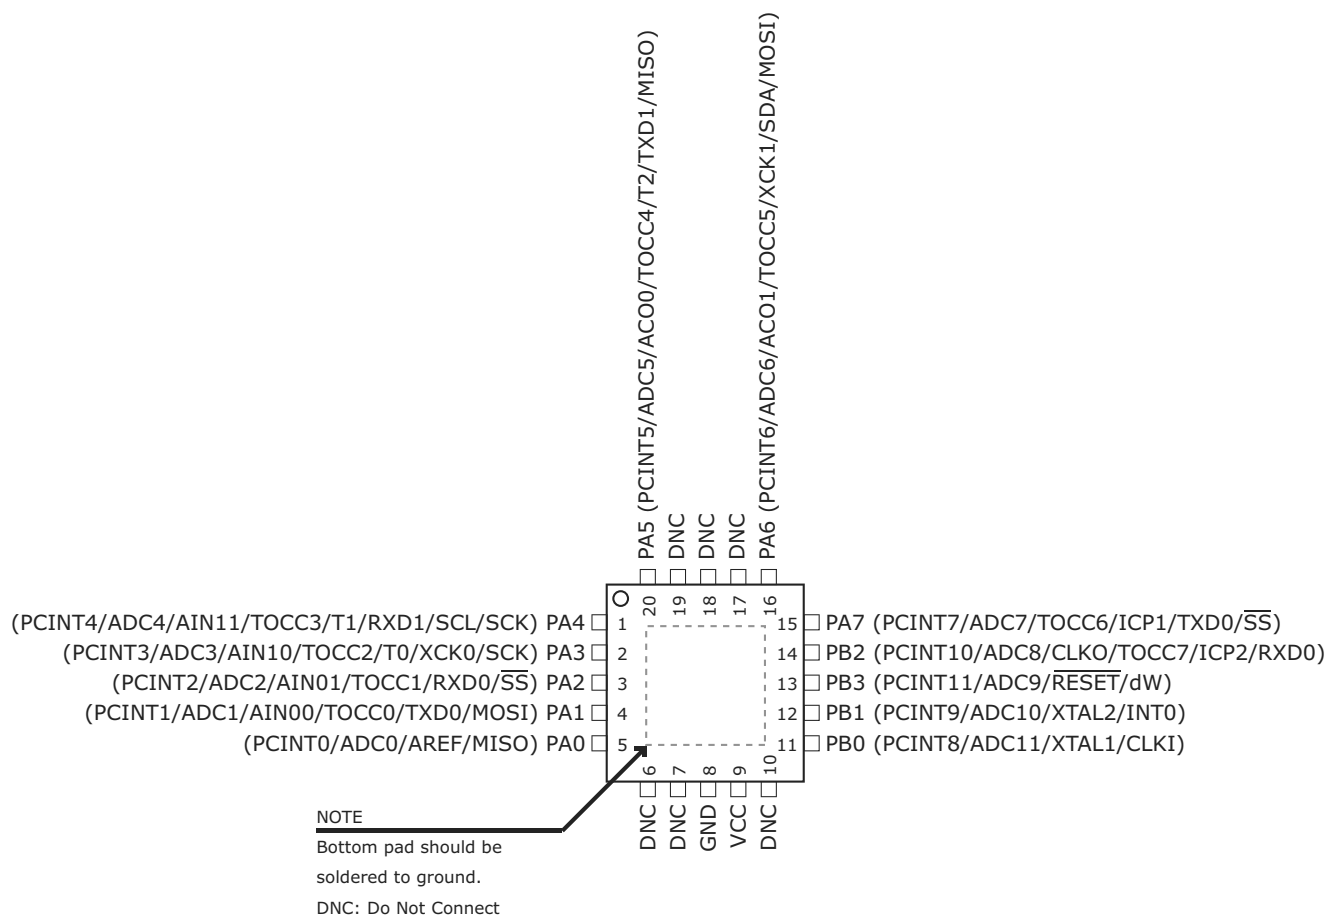 PA5 (PCINT5/ADC5/ACO0/TOCC4/T2/TXD1/MISO)
DNC
DNC
DNC
PA6 (PCINT6/ADC6/ACO1/TOCC5/XCK1/SDA/MOSI)
20
19
18
17
16
(PCINT4/ADC4/AIN11/TOCC3/T1/RXD1/SCL/SCK) PA4 1
15 PA7 (PCINT7/ADC7/TOCC6/ICP1/TXD0/SS)
(PCINT3/ADC3/AIN10/TOCC2/T0/XCK0/SCK) PA3 2
14 PB2 (PCINT10/ADC8/CLKO/TOCC7/ICP2/RXD0)
(PCINT2/ADC2/AIN01/TOCC1/RXD0/SS) PA2 3
13 PB3 (PCINT11/ADC9/RESET/dW)
(PCINT1/ADC1/AIN00/TOCC0/TXD0/MOSI) PA1 4
12 PB1 (PCINT9/ADC10/XTAL2/INT0)
(PCINT0/ADC0/AREF/MISO) PA0 5
11 PB0 (PCINT8/ADC11/XTAL1/CLKI)
6
7
8
9
10
DNC
DNC
GND
VCC
DNC
NOTE
Bottom pad should be
soldered to ground.
DNC: Do Not Connect